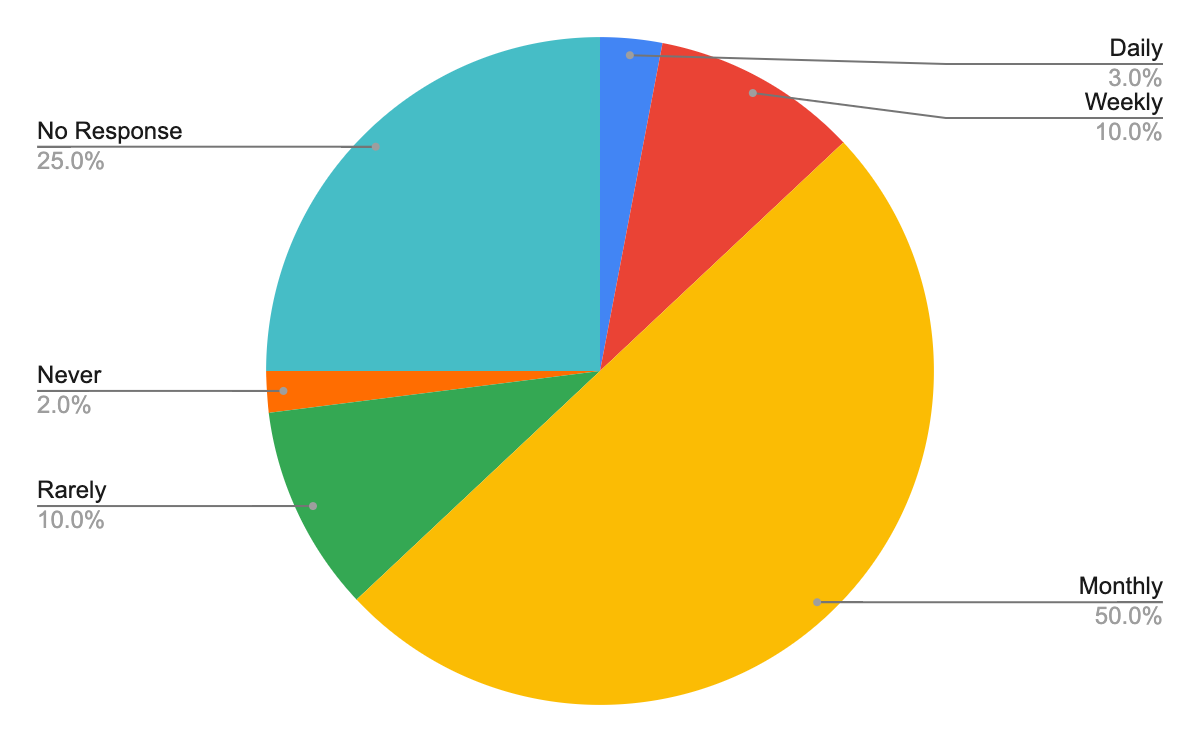 Daily
3.0%
Weekly
10.0%
No Response
25.0%
Never
2.0%
Rarely
10.0%
Monthly
50.0%